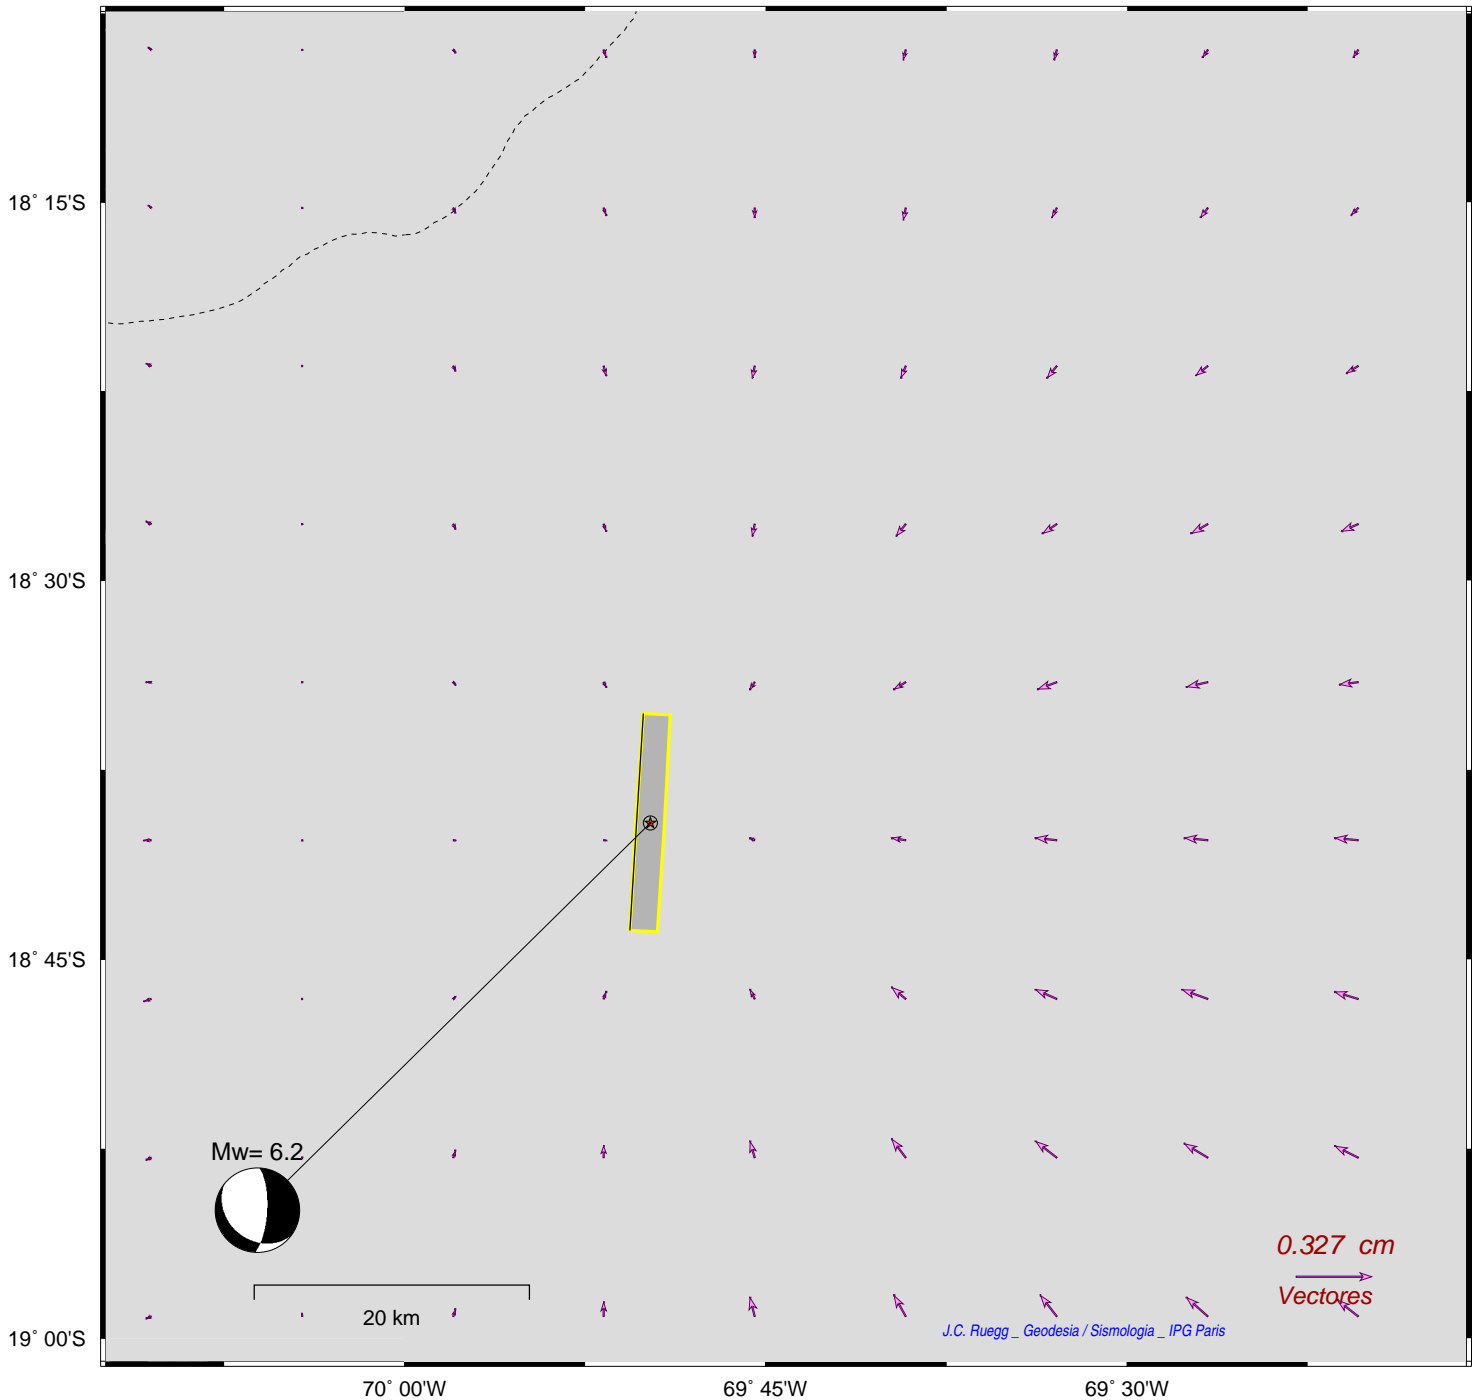 18° 15'S
18° 30'S
18° 45'S
Mw= 6.2
0.327 cm
Vectores
20 km
J.C. Ruegg _ Geodesia / Sismologia _ IPG Paris
19° 00'S
70° 00'W
69° 45'W
69° 30'W